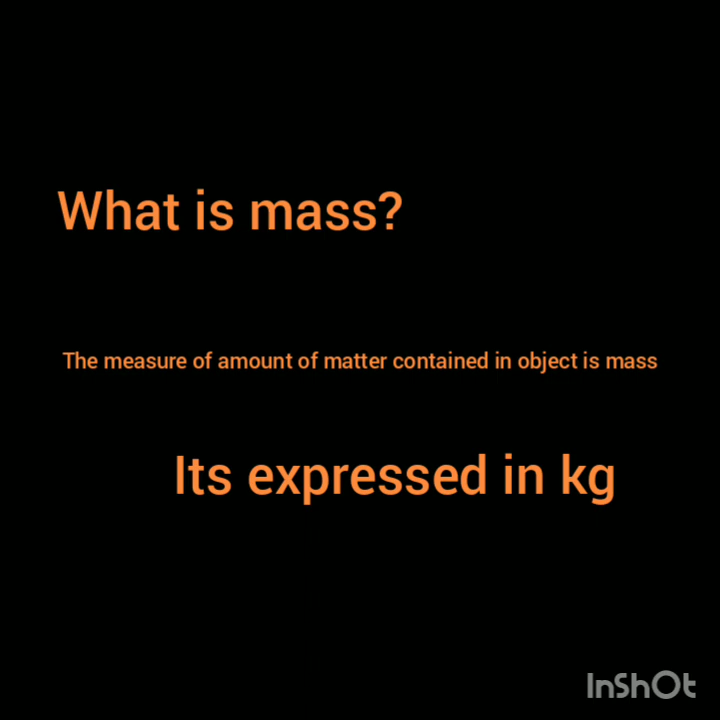 What is mass?
The measure of amount of matter contained in object is mass
Its expressed in kg
InShOt